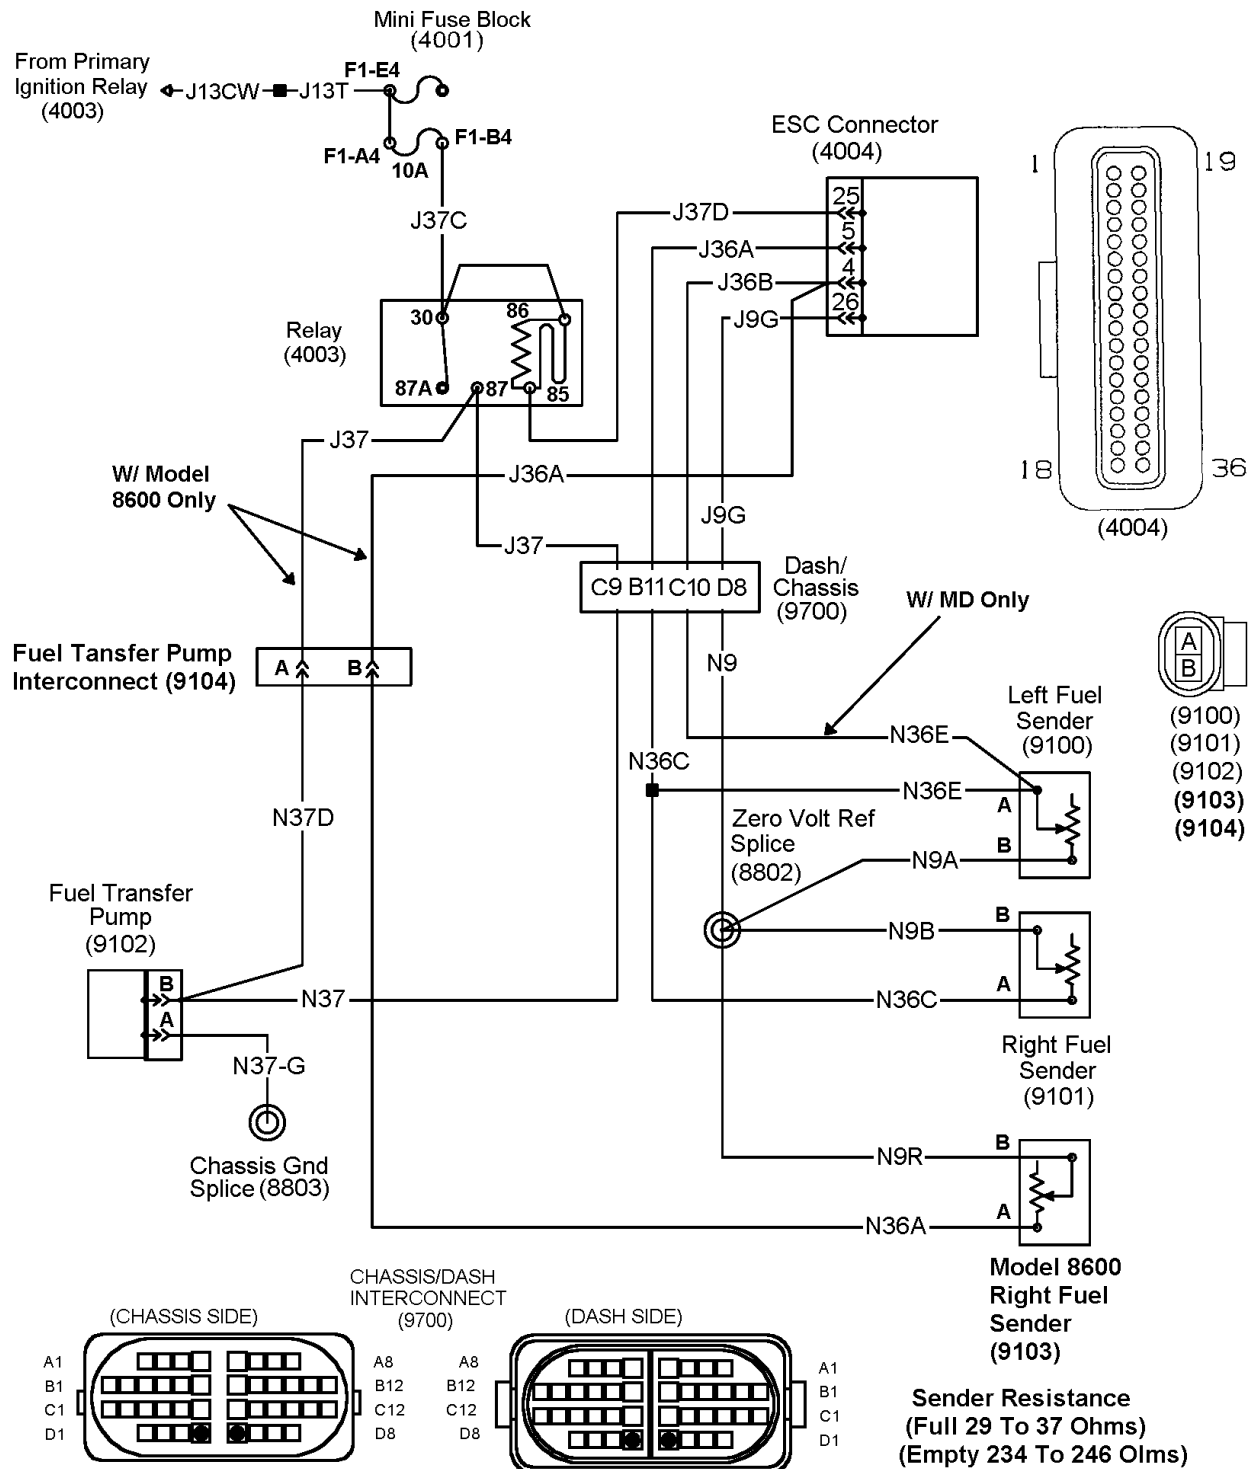 Mini Fuse Block
(4001)
From Primary
Ignition Relay
(4003)
J13CW
J13T
F1-E4
F1-A4
10A
F1-B4
J37C
ESC Connector
(4004)
25
5
4
26
J37D
J36A
J36B
J9G
1
19
18
36
(4004)
Relay
(4003)
30
86
87A
87
85
J37
J36A
W/ Model
8600 Only
J9G
J37
Dash/
Chassis
(9700)
C9 B11 C10 D8
W/ MD Only
Fuel Tansfer Pump
Interconnect (9104)
A
B
N9
A
B
(9100)
(9101)
(9102)
(9103)
(9104)
Left Fuel
Sender
(9100)
N36E
N36C
N36E
A
B
N37D
Zero Volt Ref
Splice
(8802)
N9A
Fuel Transfer
Pump
(9102)
B
A
N9B
B
A
N37
N36C
N37-G
Right Fuel
Sender
(9101)
Chassis Gnd
Splice (8803)
N9R
B
A
N36A
Model 8600
Right Fuel
Sender
(9103)
CHASSIS/DASH
INTERCONNECT
(9700)
(CHASSIS SIDE)
(DASH SIDE)
A1
B1
C1
D1
A8
B12
C12
D8
A8
B12
C12
D8
A1
B1
C1
D1
Sender Resistance
(Full 29 To 37 Ohms)
(Empty 234 To 246 Olms)